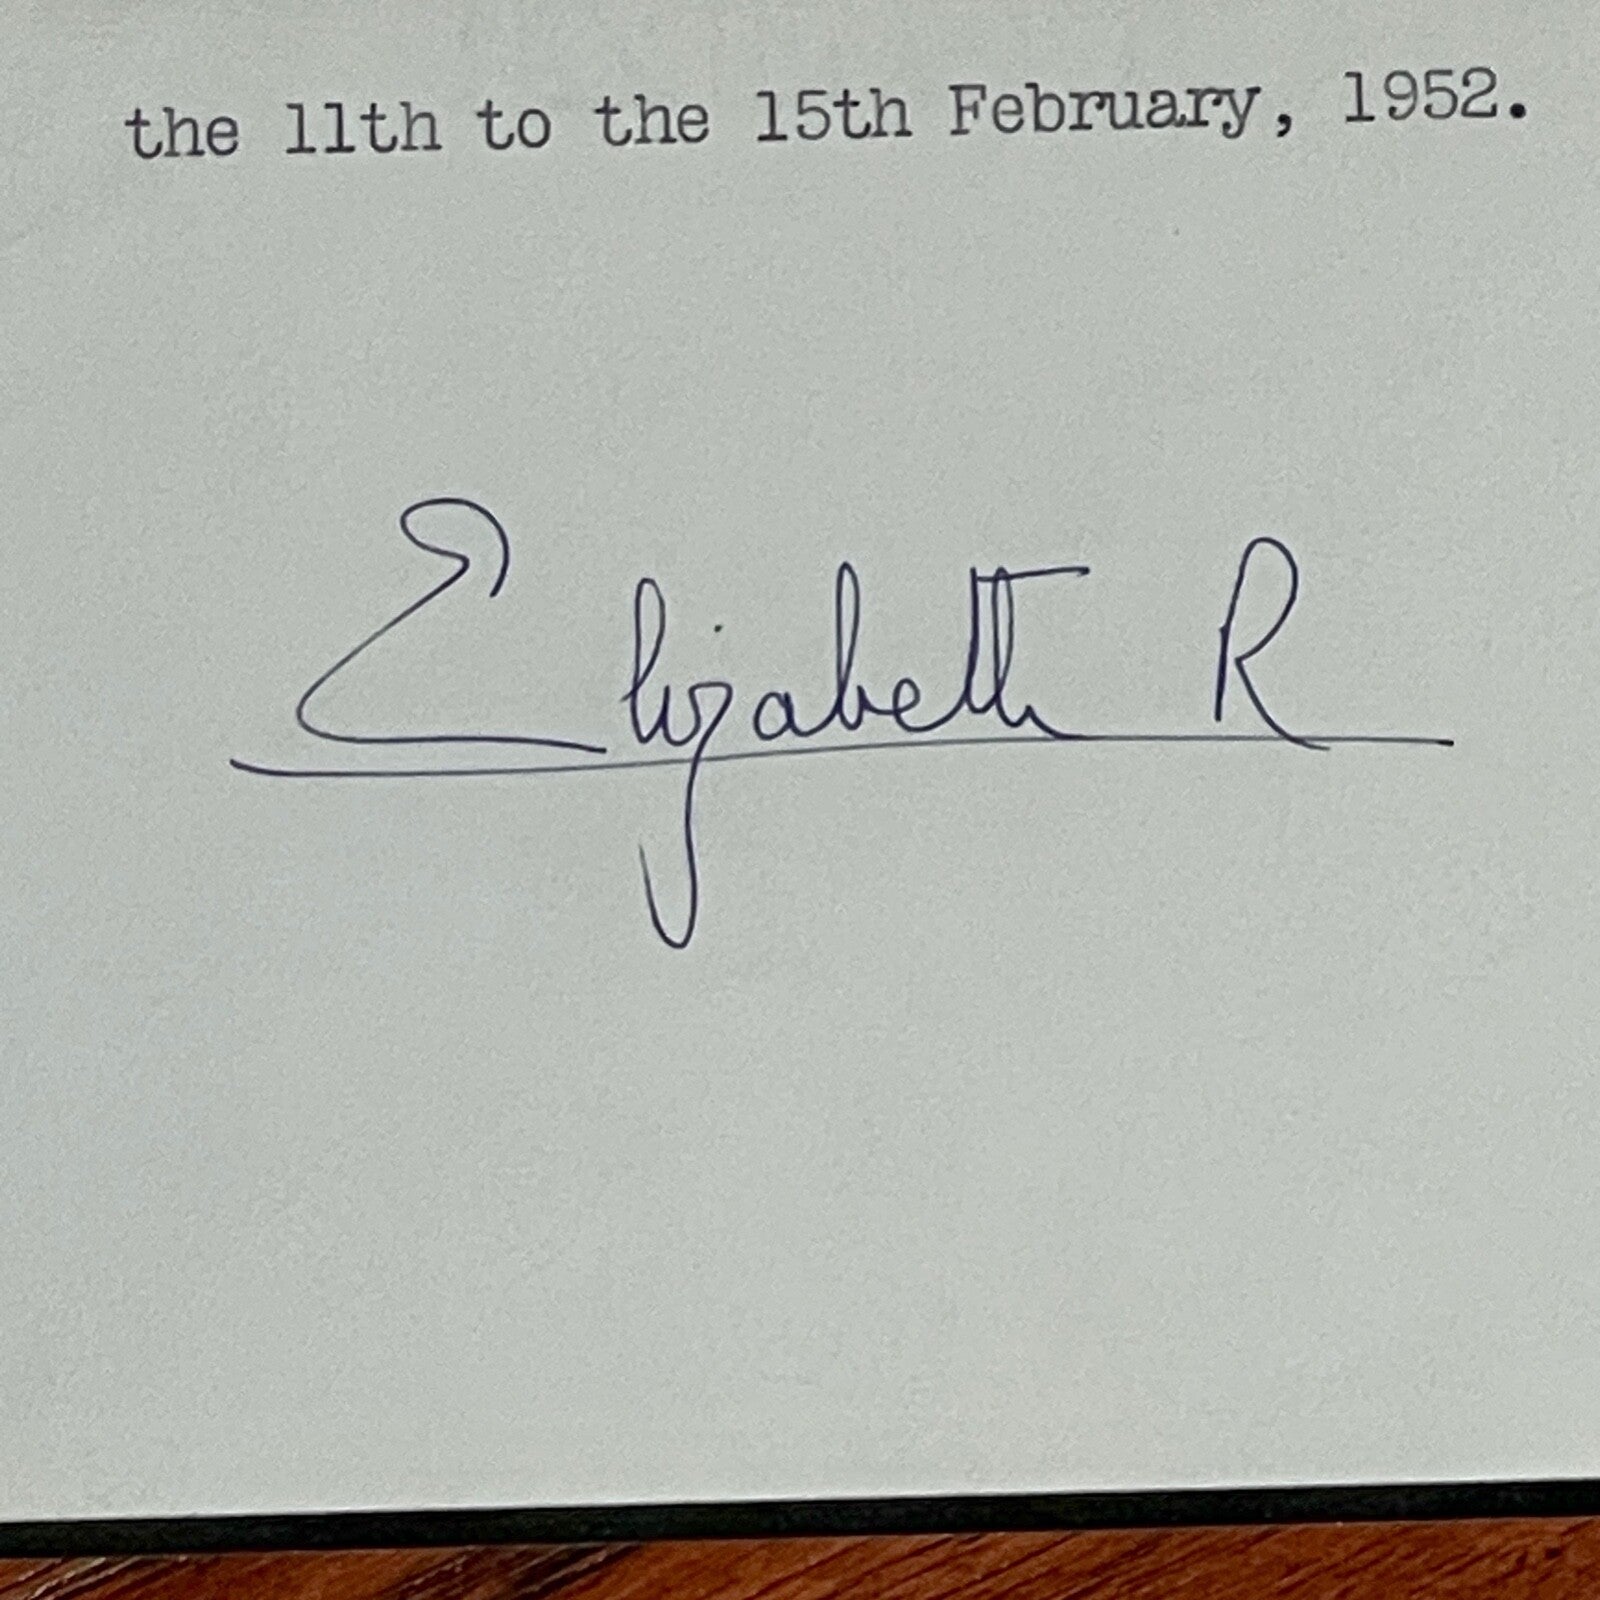 the 11th to the 15th February, 1952.
Elizabeth R